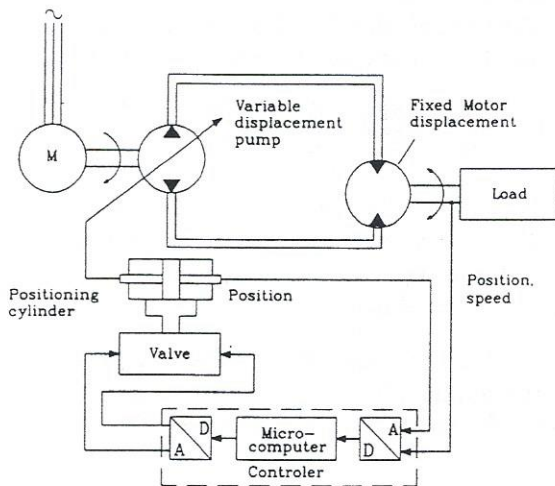 Variable
displacement
pump
Fixed Motor
displacement
M
Load
Positioning
cylinder
Position
Position,
speed
Valve
D
A
Micro-
computer
A
D
Controler